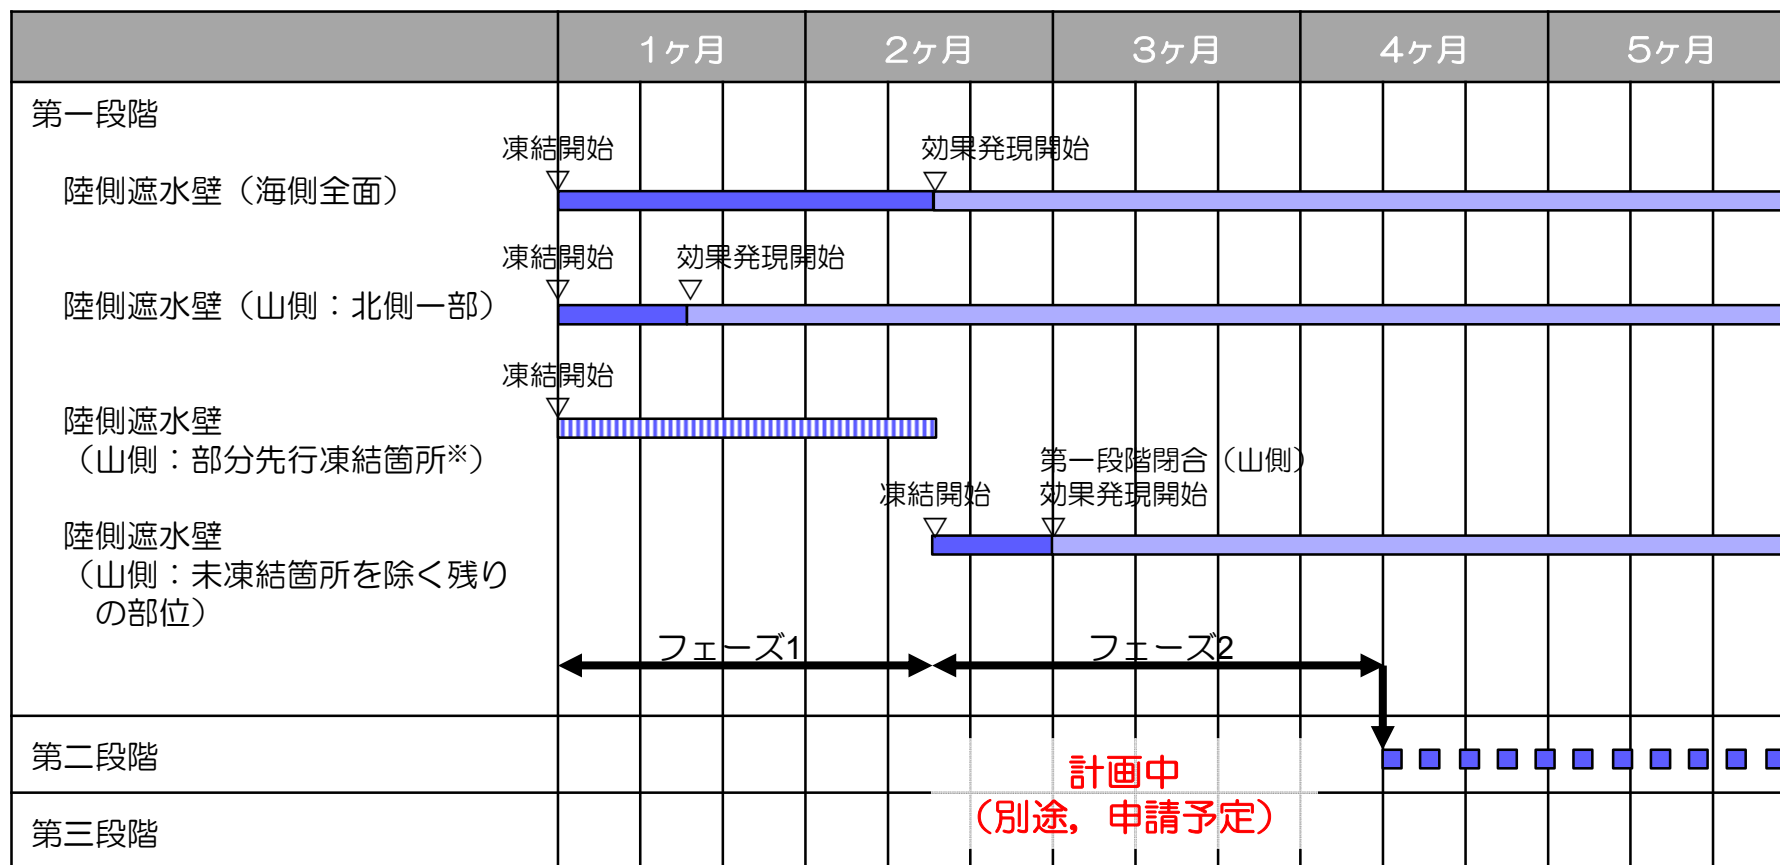 1ヶ月 2ヶ月 3ヶ月 4ヶ月 5ヶ月
第一段階
凍結開始 効果発現開始
陸側遮水壁（海側全面）
凍結開始 効果発現開始
陸側遮水壁（山側：北側一部）
凍結開始
陸側遮水壁
（山側：部分先行凍結箇所※）
第一段階閉合（山側）
凍結開始 効果発現開始
陸側遮水壁
（山側：未凍結箇所を除く残り
の部位）
フェーズ1 フェーズ2
第二段階
計画中
（別途，申請予定）
第三段階